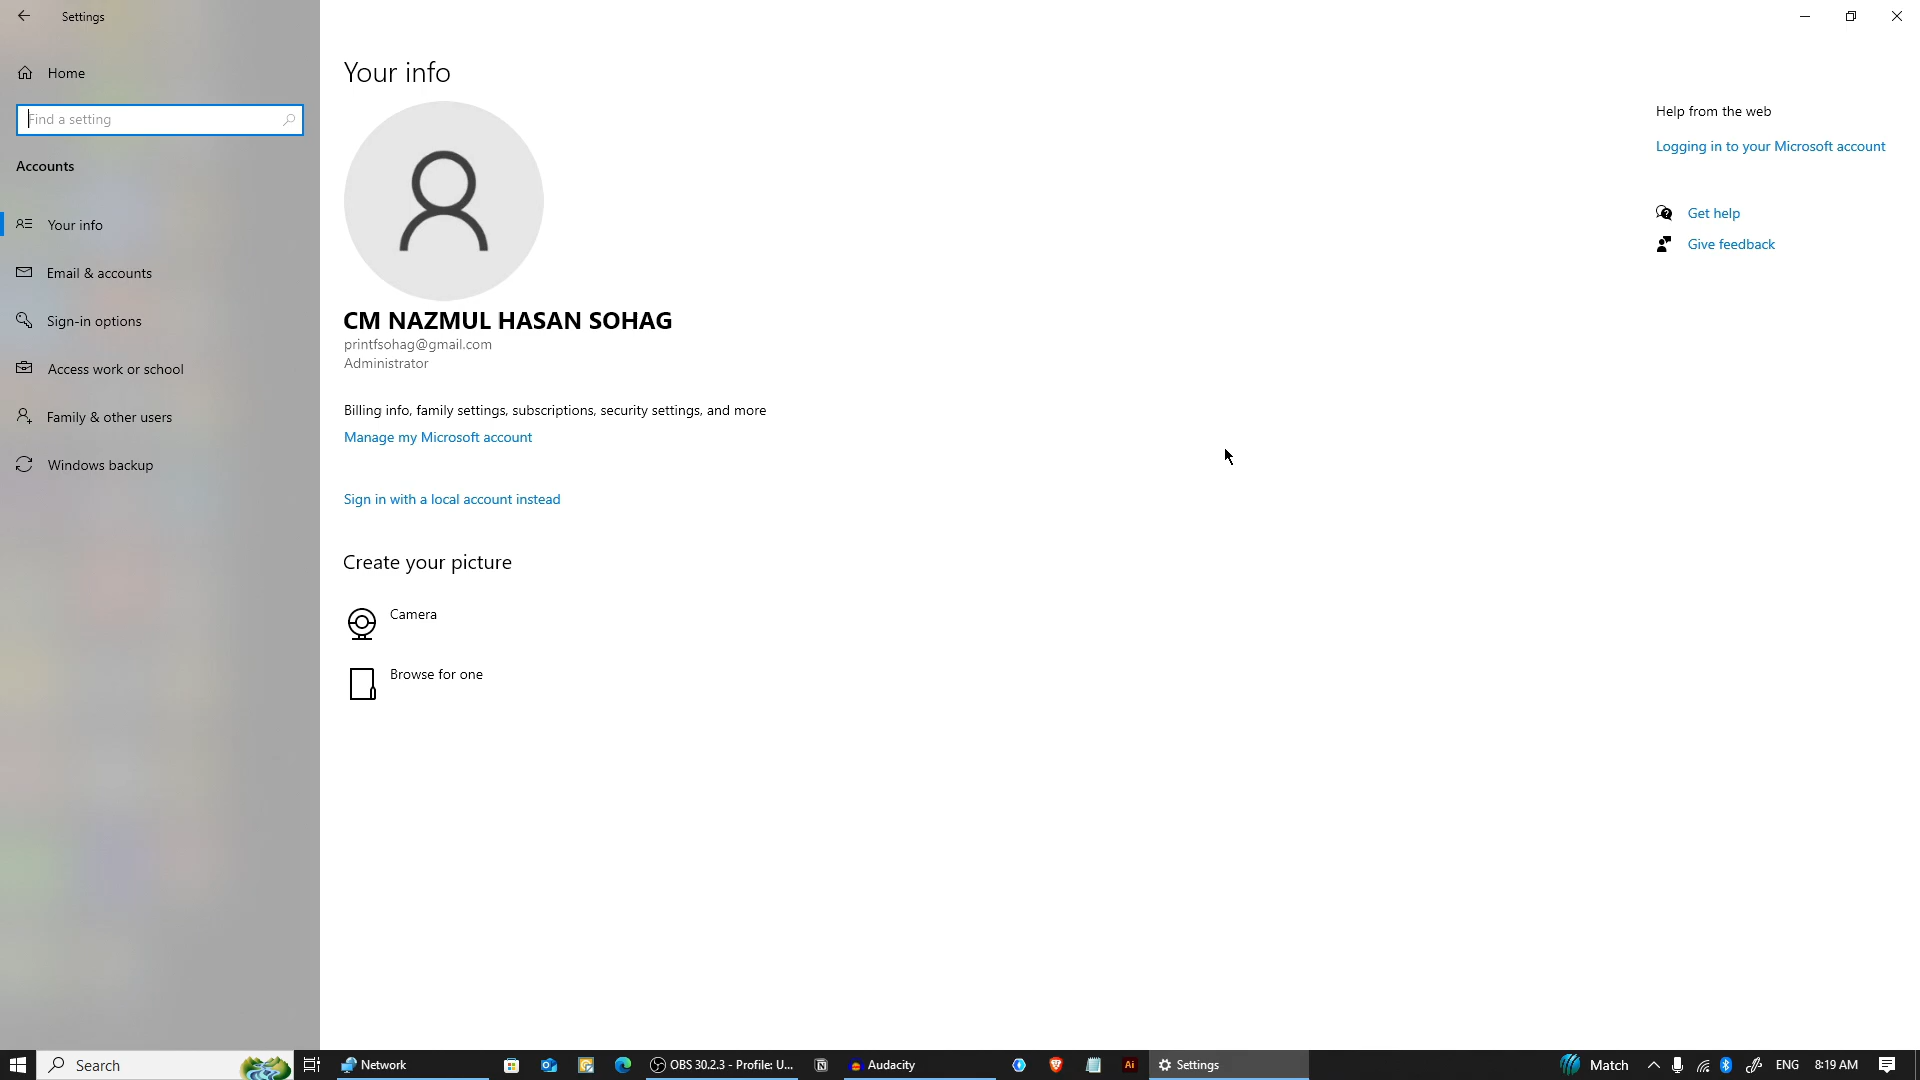 Settings
Home
Find a setting
Accounts
Your info
Email & accounts
Sign-in options
Access work or school
Family & other users
Windows backup
Your info
CM NAZMUL HASAN SOHAG
printfsohag@gmail.com
Administrator
Billing info, family settings, subscriptions, security settings, and more
Manage my Microsoft account
Sign in with a local account instead
Create your picture
Camera
Browse for one
Help from the web
Logging in to your Microsoft account
Get help
Give feedback
Search
Network
OBS 30.2.3 - Profile: U...
Audacity
Ai
Settings
Match
ENG
8:19 AM